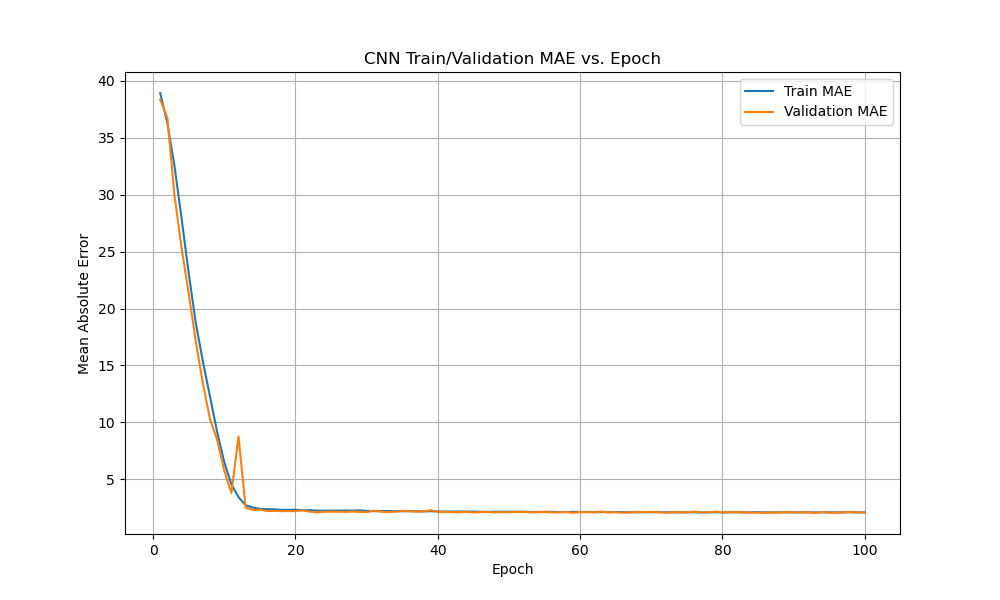 CNN Train/Validation MAE vs. Epoch
Train MAE
Validation MAE
Mean Absolute Error
40
35
30
25
20
15
10
5
0
20
40
60
80
100
Epoch